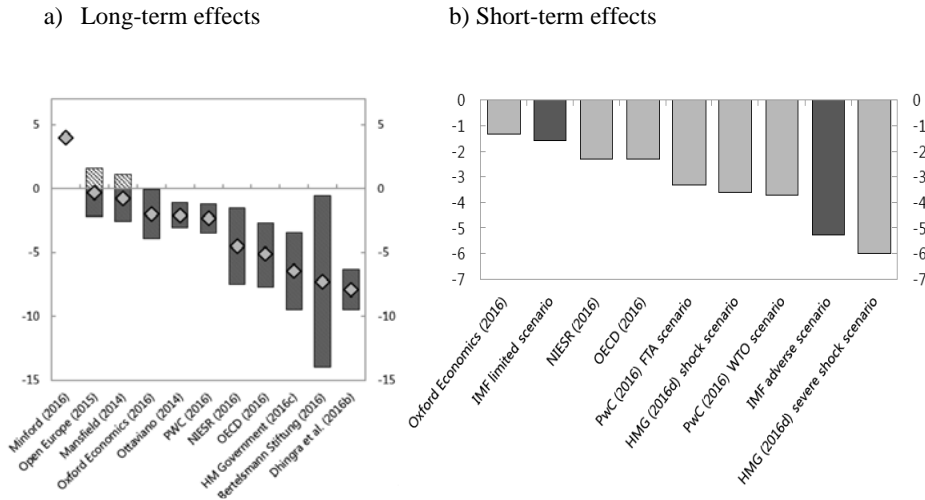 a) Long-term effects
b) Short-term effects
5
0
-5
-10
-15
5
0
-5
-10
-15
Minford (2016)
Open Europe (2015)
Mansfield (2014)
Oxford Economics (2016)
Ottaviano (2014)
PWC (2016)
NIESR (2016)
OECD (2016)
HM Government (2016c)
Bertelsmann Stiftung (2016)
Dhingra et al. (2016b)
0
-1
-2
-3
-4
-5
-6
-7
0
-1
-2
-3
-4
-5
-6
-7
Oxford Economics (2016)
IMF limited scenario
NIESR (2016)
OECD (2016)
PwC (2016) FTA scenario
HMG (2016d) shock scenario
PwC (2016) WTO scenario
IMF adverse scenario
HMG (2016d) severe shock scenario